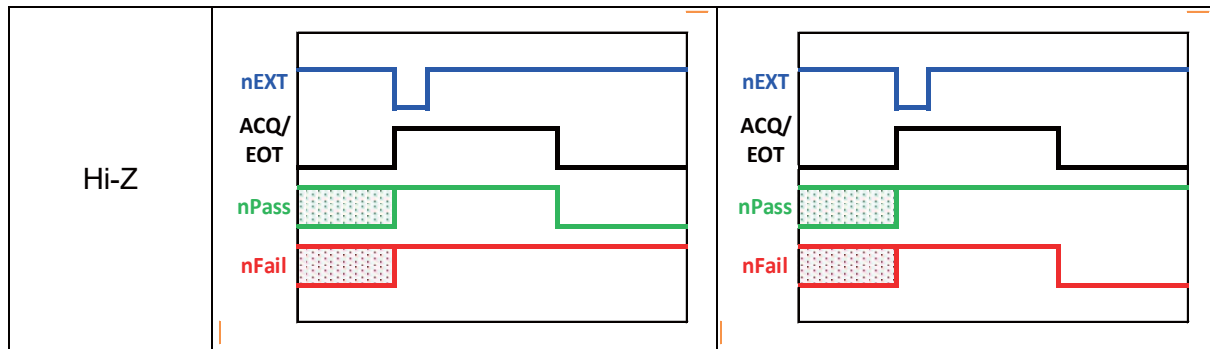 Hi-Z
nEXT
ACQ/
EOT
nPass
nFail
nEXT
ACQ/
EOT
nPass
nFail